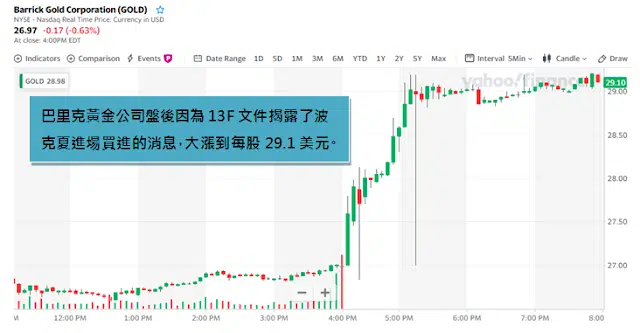 Barrick Gold Corporation (GOLD)
NYSE - Nasdaq Real Time Price. Currency in USD
26.97 -0.17 (-0.63%)
At close: 4:00PM EDT
Indicators Comparison Events Date Range 1D 5D 1M 3M 6M YTD 1Y 2Y 5Y Max Interval 5Min Candle Draw
GOLD 28.98
yahoo/finance
29.10
29.00
巴里克黃金公司盤後因為 13F 文件揭露了波
克夏進場買進的消息，大漲到每股 29.1 美元。
28.00
27.00
12:00 PM 1:00 PM 2:00 PM 3:00 PM 4:00 PM 5:00 PM 6:00 PM 7:00 PM 8:00